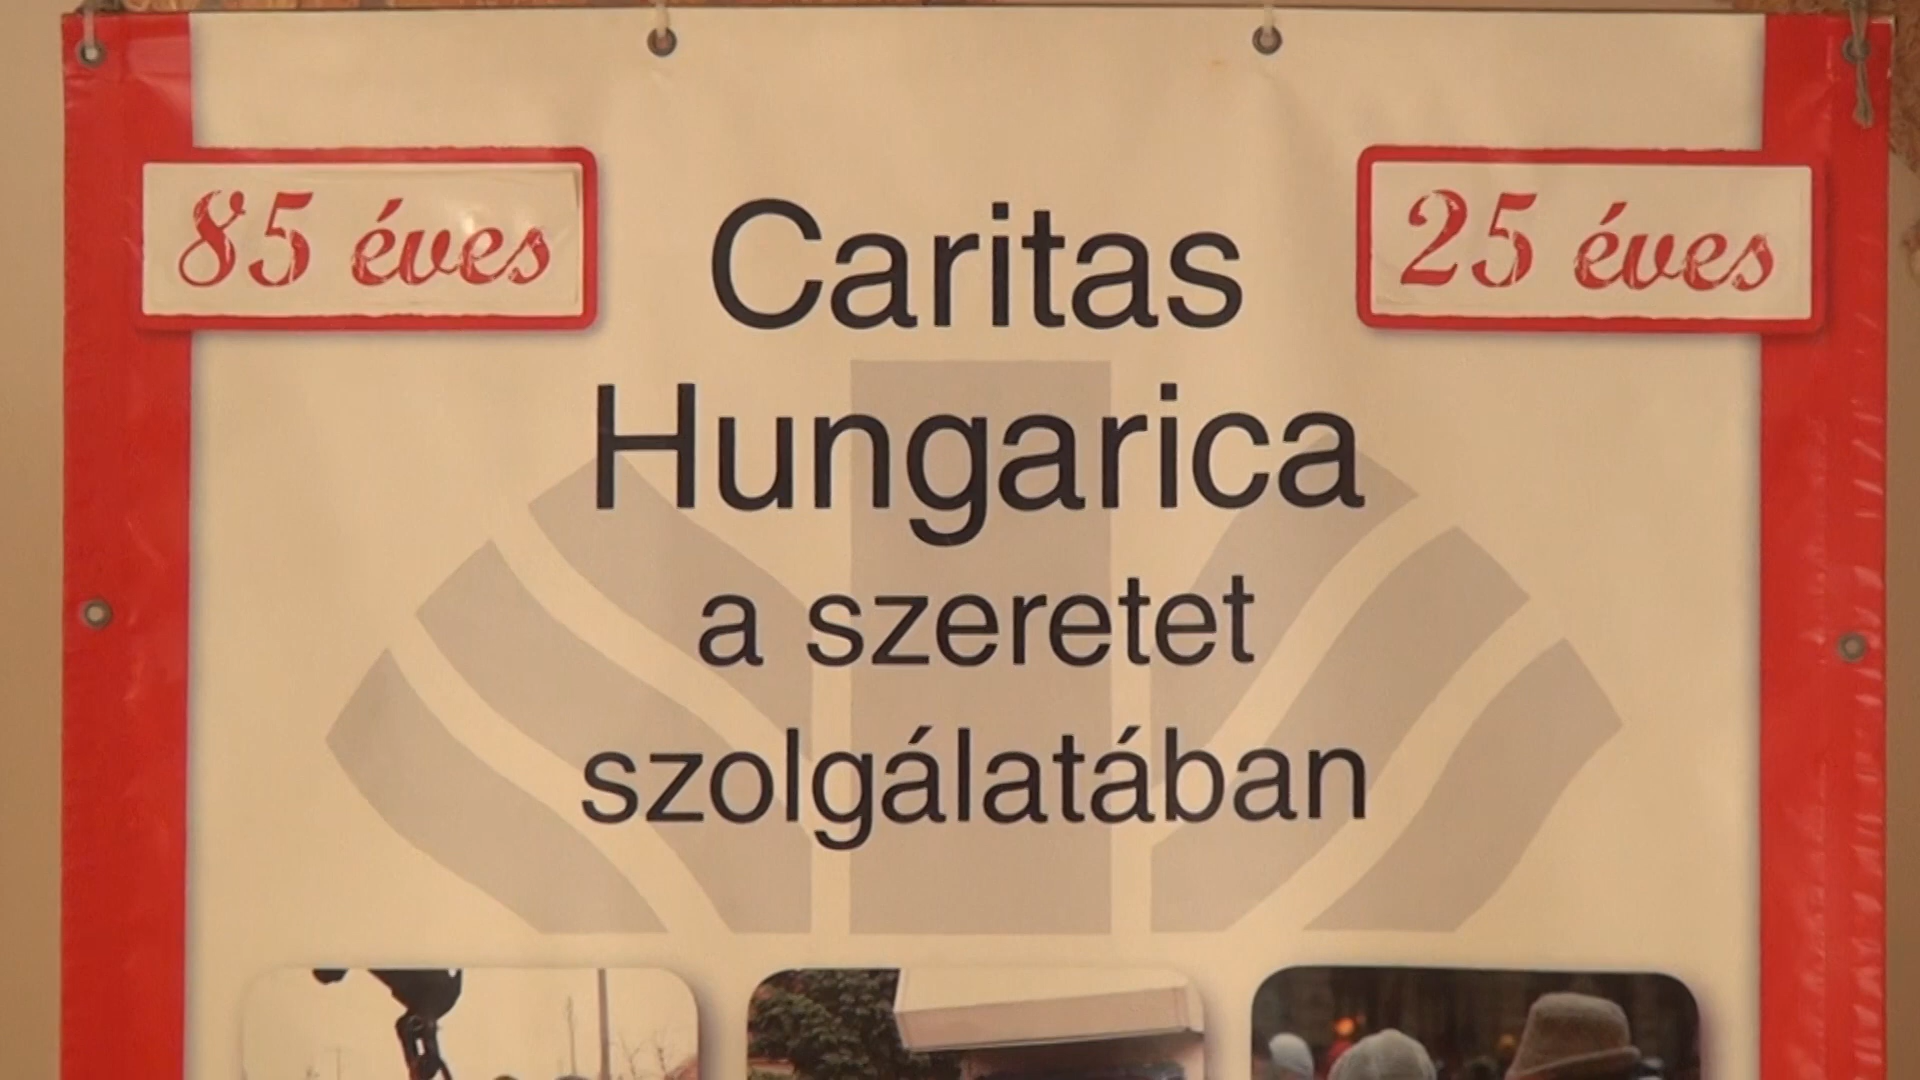 85 éves
25 éves
Caritas
Hungarica
a szeretet
szolgálatában